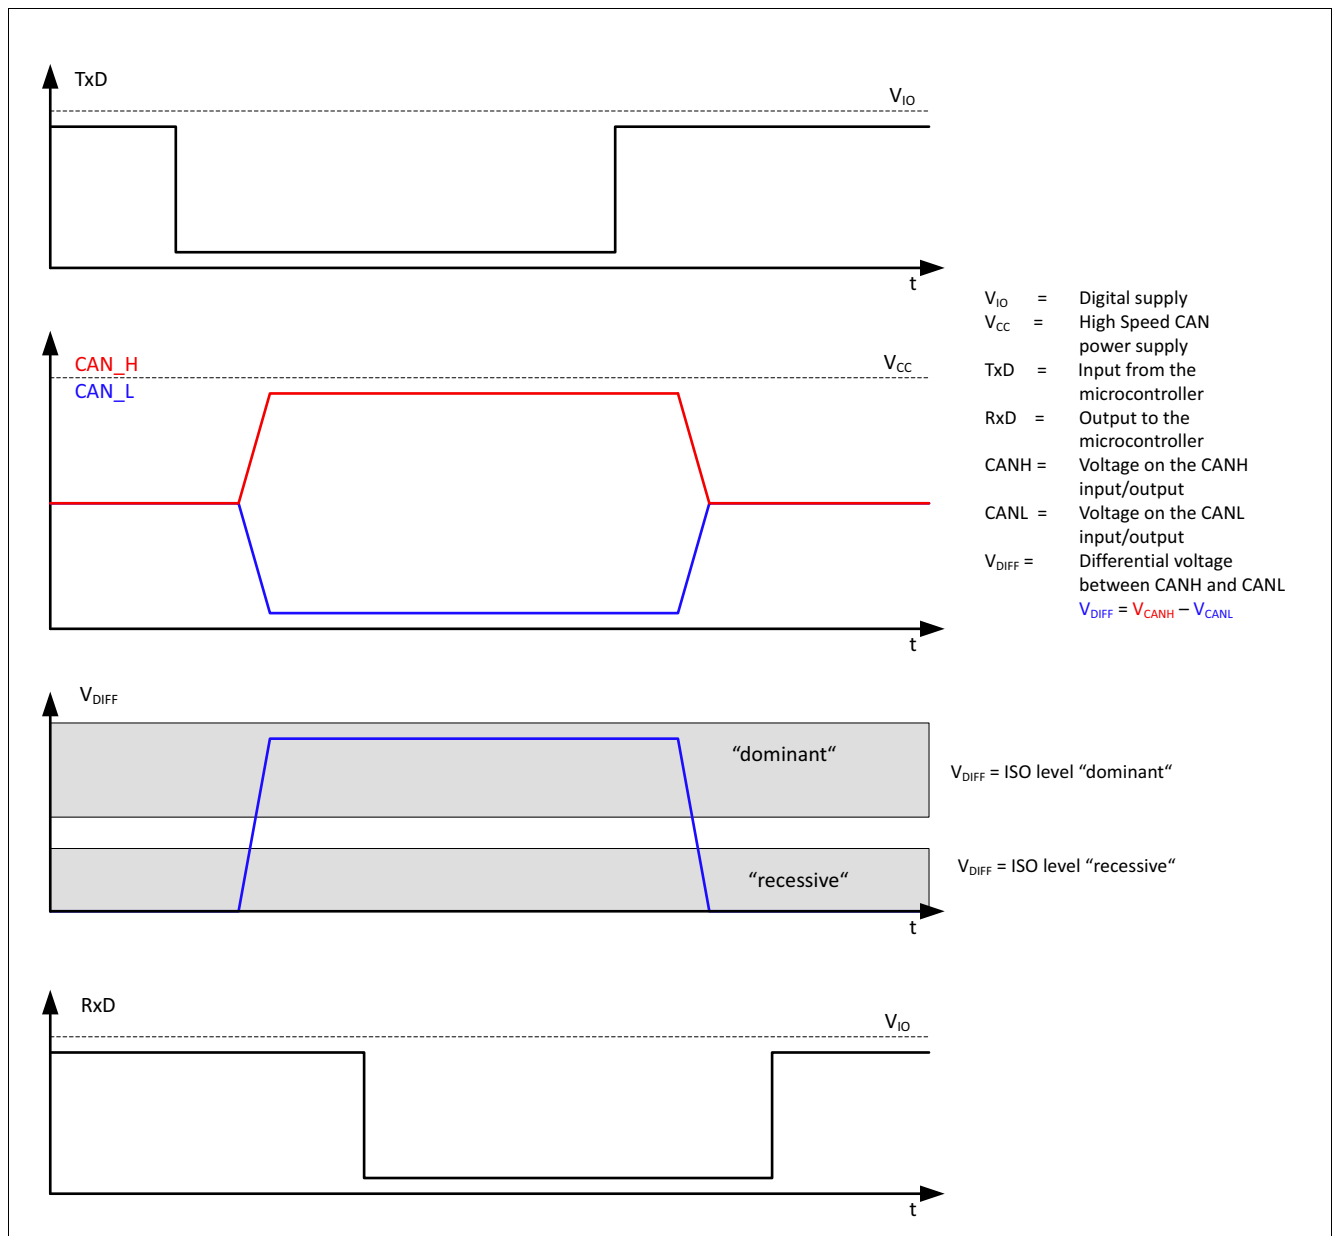 TxD
VIO
t
CAN_H
VCC
CAN_L
t
VIO = Digital supply
VCC = High Speed CAN
power supply
TxD = Input from the
microcontroller
RxD = Output to the
microcontroller
CANH = Voltage on the CANH
input/output
CANL = Voltage on the CANL
input/output
VDIFF = Differential voltage
between CANH and CANL
VDIFF = VCANH – VCANL
VDIFF
“dominant“
VDIFF = ISO level “dominant“
“recessive“
VDIFF = ISO level “recessive“
t
RxD
VIO
t